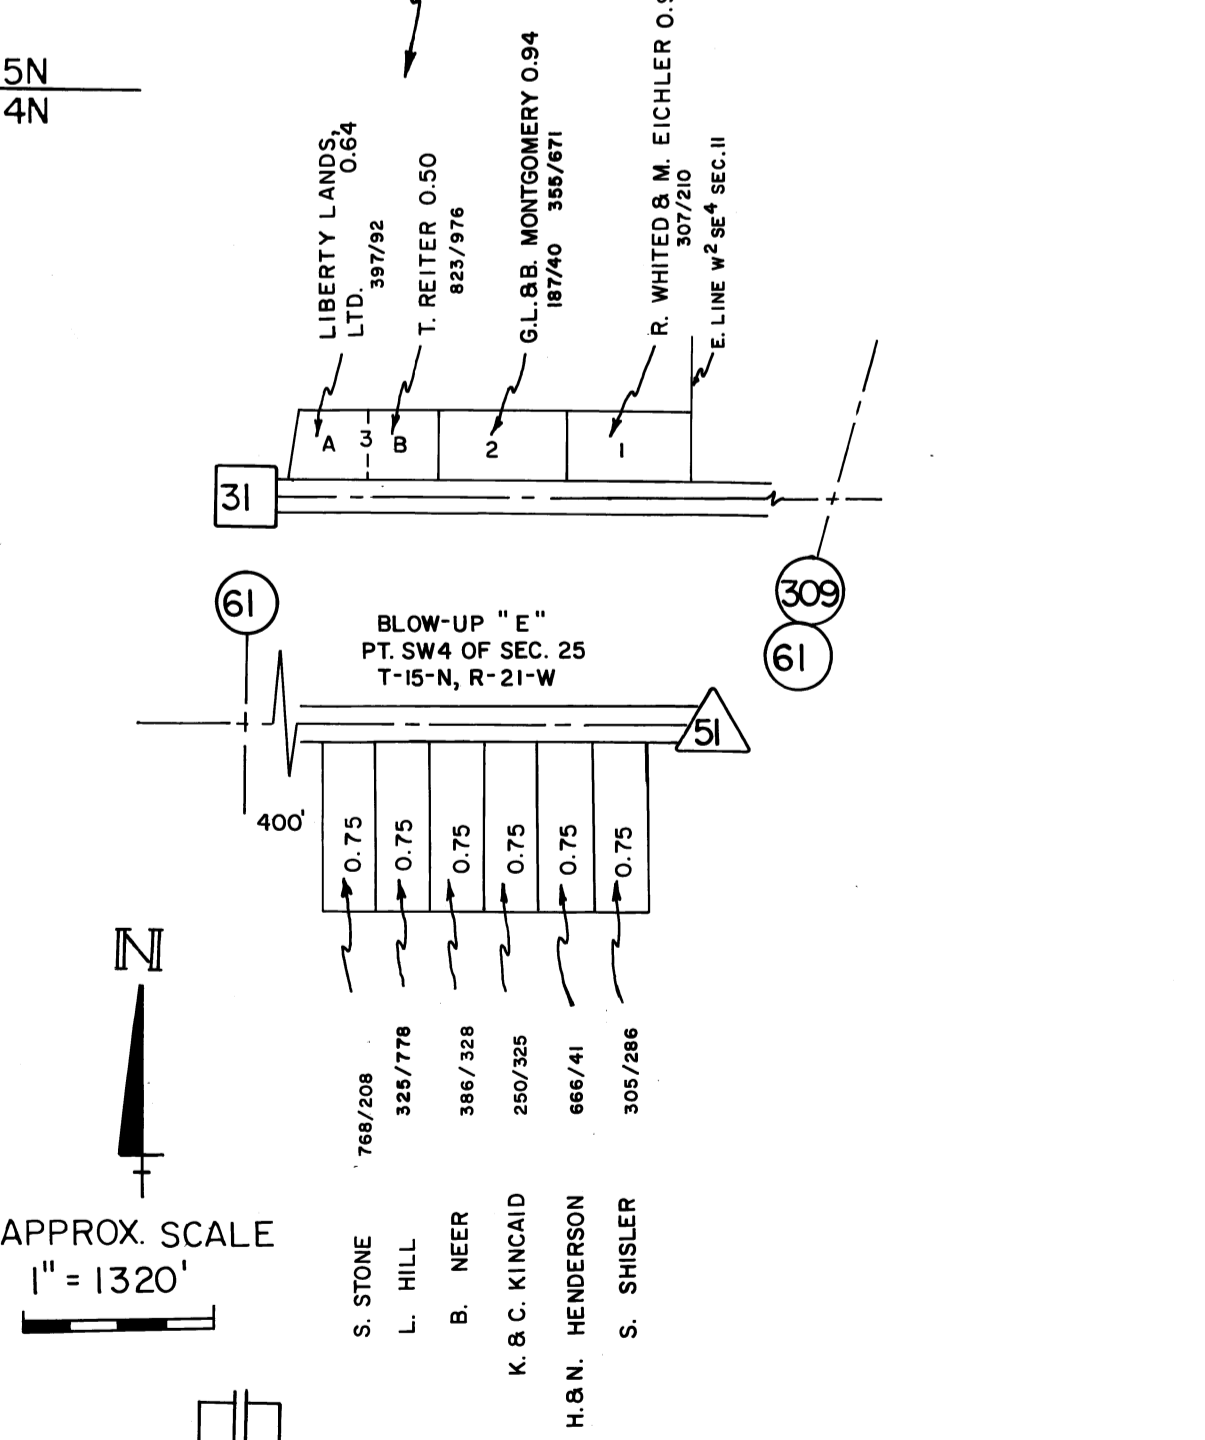 5N
4N
LIBERTY LANDS,
LTD. 0.64
397/92
T. REITER 0.50
823/976
G.L.&B. MONTGOMERY 0.94
187/40 355/671
R. WHITED & M. EICHLER
307/210
E. LINE W2 SE4 SEC. 11
A 3 B 2 1
31
309
61
61
BLOW-UP "E"
PT. SW4 OF SEC. 25
T-15-N, R-21-W
51
400'
0.75
0.75
0.75
0.75
0.75
0.75
N
APPROX. SCALE
1" = 1320'
S. STONE 768/208
L. HILL 325/778
B. NEER 386/328
K. & C. KINCAID 250/325
H. & N. HENDERSON 666/41
S. SHISLER 305/286